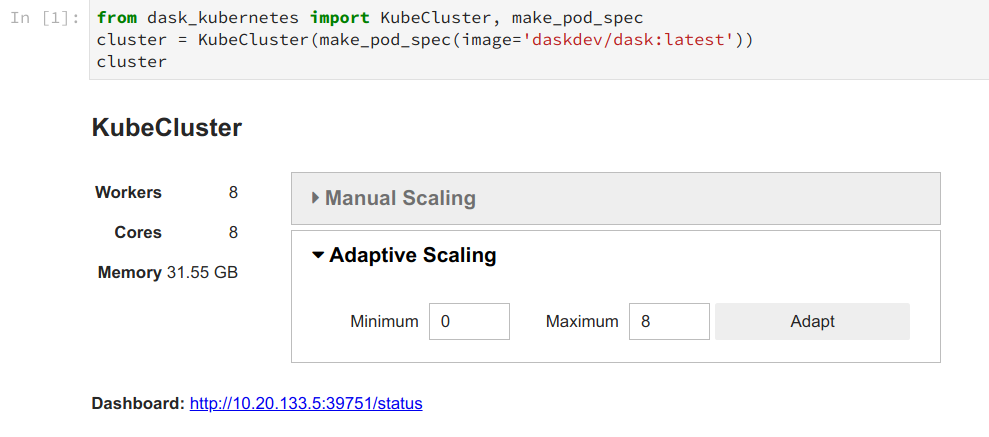 In [1]: from dask_kubernetes import KubeCluster, make_pod_spec
cluster = KubeCluster(make_pod_spec(image='daskdev/dask:latest'))
cluster
KubeCluster
Workers 8
Cores 8
Memory 31.55 GB
Manual Scaling
Adaptive Scaling
Minimum 0 Maximum 8 Adapt
Dashboard: http://10.20.133.5:39751/status